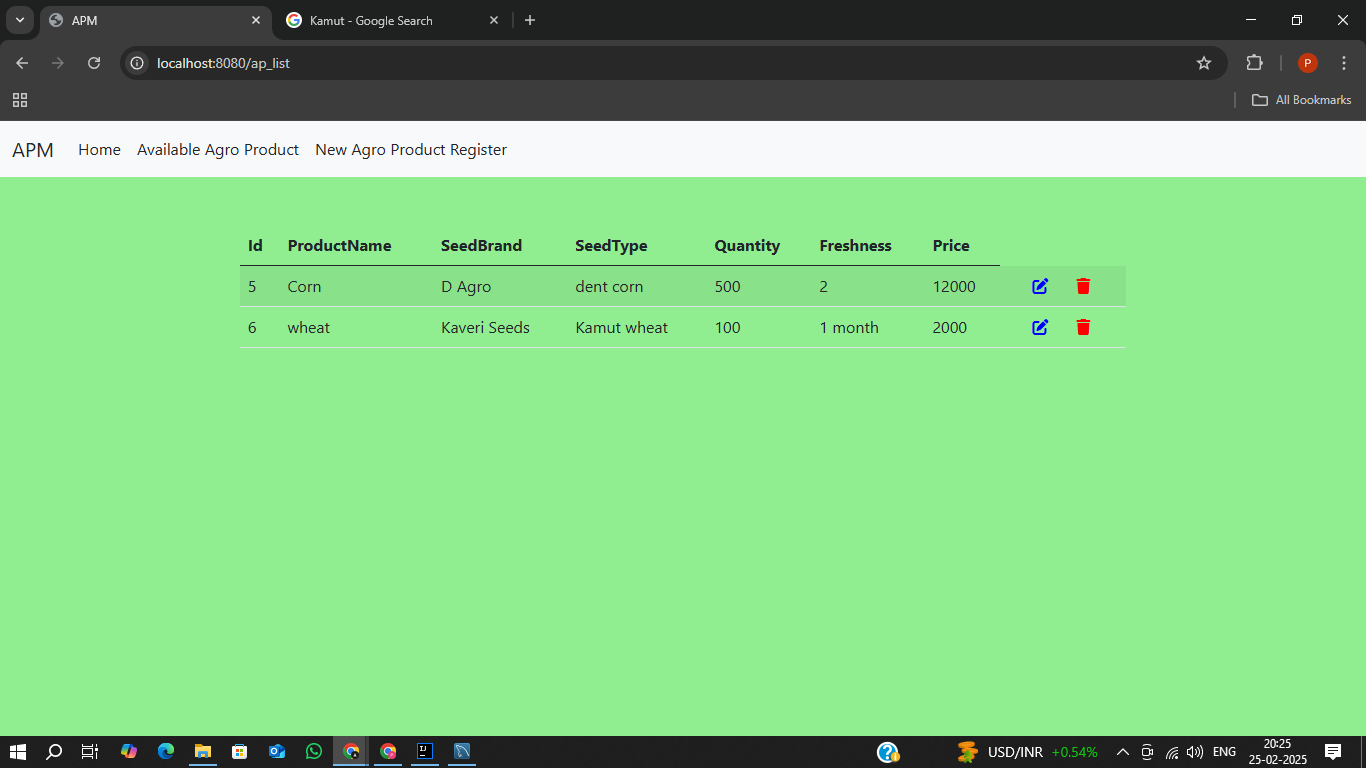 APM
Kamut - Google Search
localhost:8080/ap_list
P
All Bookmarks
APM Home Available Agro Product New Agro Product Register
Id ProductName SeedBrand SeedType Quantity Freshness Price
5 Corn D Agro dent corn 500 2 12000
6 wheat Kaveri Seeds Kamut wheat 100 1 month 2000
USD/INR +0.54% ENG
20:25
25-02-2025